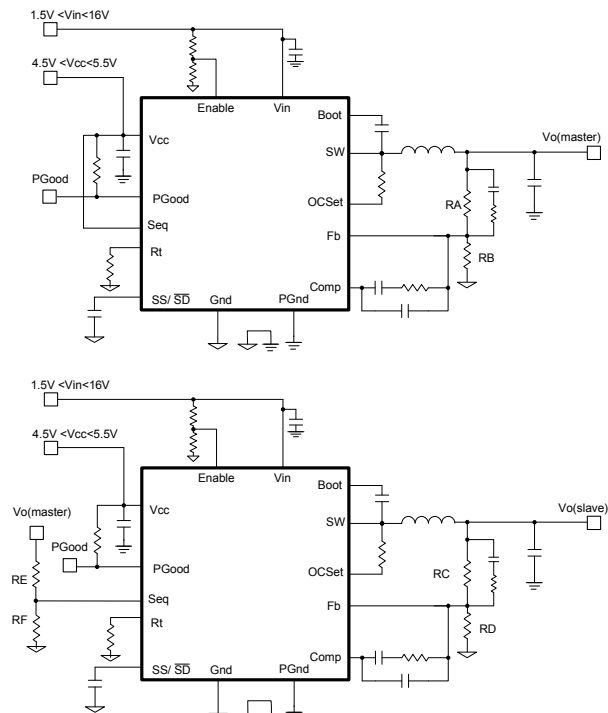 1.5V <Vin<16V
4.5V <Vcc<5.5V
Enable
Vin
Boot
Vcc
SW
Vo(master)
PGood
PGood
OCSet
RA
Seq
Fb
Rt
RB
Comp
SS/ SD
Gnd
PGnd
1.5V <Vin<16V
4.5V <Vcc<5.5V
Enable
Vin
Boot
Vo(master)
Vcc
SW
Vo(slave)
PGood
RE
PGood
OCSet
RC
Seq
Fb
RF
Rt
RD
Comp
SS/ SD
Gnd
PGnd